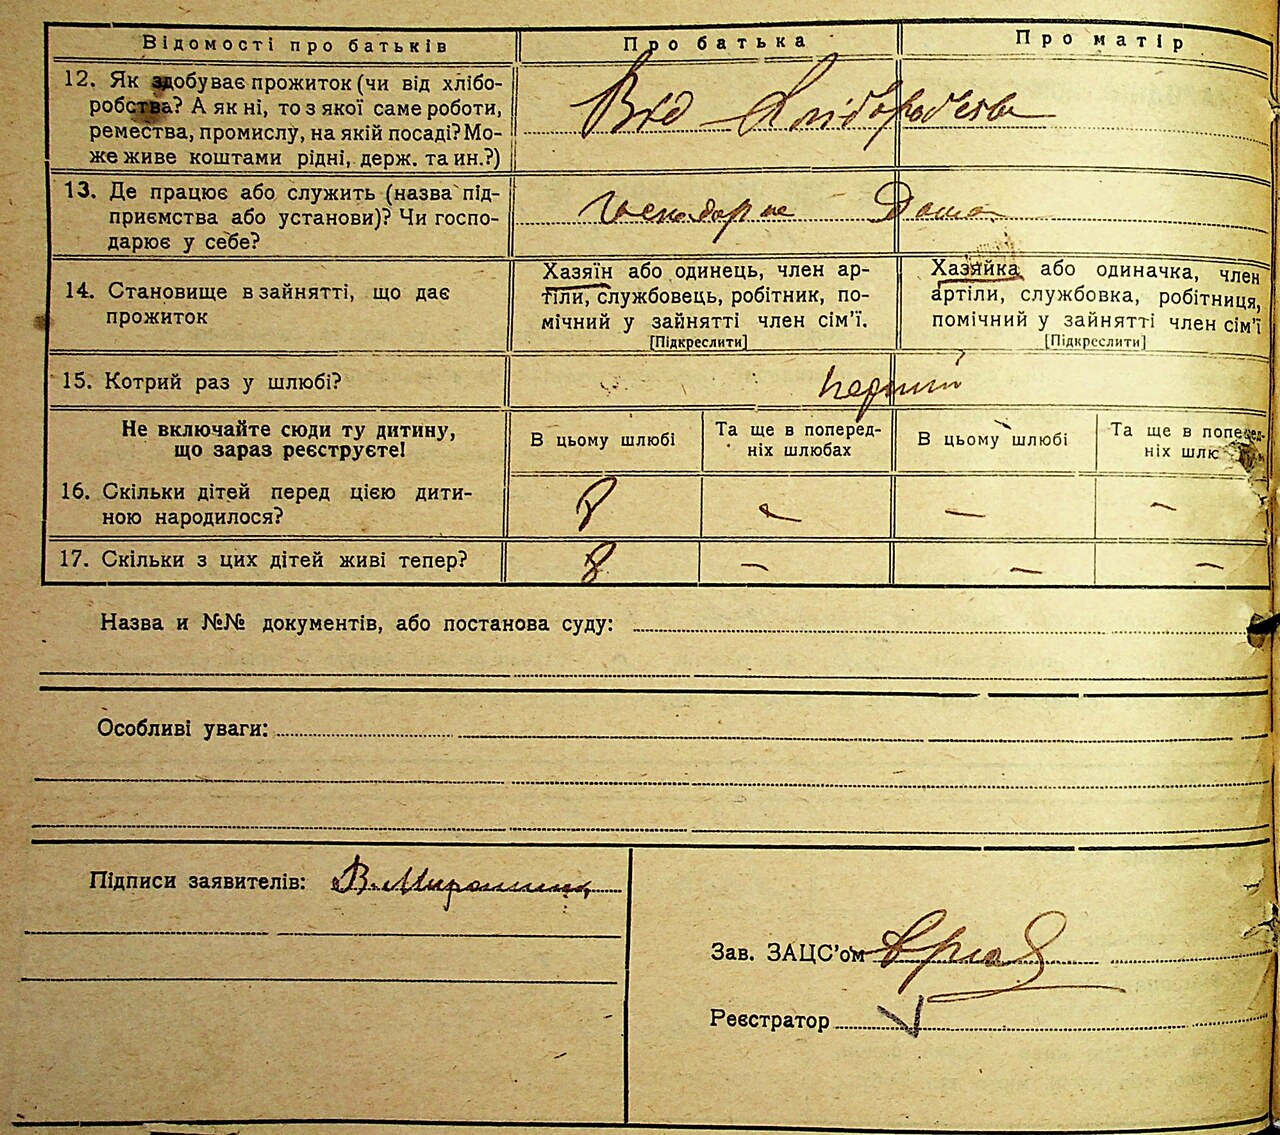 Відомості про батьків
Про батька
Про матір
12. Як здобуває прожиток (чи від хлібо-
робства? А як ні, то з якої саме роботи,
ремества, промислу, на якій посаді? Мо-
же живе коштами рідні, держ. та ин.?)
Від Хліборобства
13. Де працює або служить (назва під-
приємства або установи)? Чи госпо-
дарює у себе?
господарює Дома
14. Становище в зайнятті, що дає
прожиток
Хазяїн або одинець, член ар-
тіли, службовець, робітник, по-
мічний у зайнятті член сім’ї.
[Підкреслити]
Хазяйка або одиначка, член
артіли, службовка, робітниця,
помічний у зайнятті член сім’ї
[Підкреслити]
15. Котрий раз у шлюбі?
перший
Не включайте сюди ту дитину,
що зараз реєструєте!
В цьому шлюбі
Та ще в поперед-
ніх шлюбах
В цьому шлюбі
Та ще в поперед-
ніх шлю
16. Скільки дітей перед цією дити-
ною народилося?
8 – – –
17. Скільки з цих дітей живі тепер?
8 – – –
Назва и №№ документів, або постанова суду:
Особливі уваги:
Підписи заявителів: В. Мирошник
Зав. ЗАЦС’ом
Реєстратор